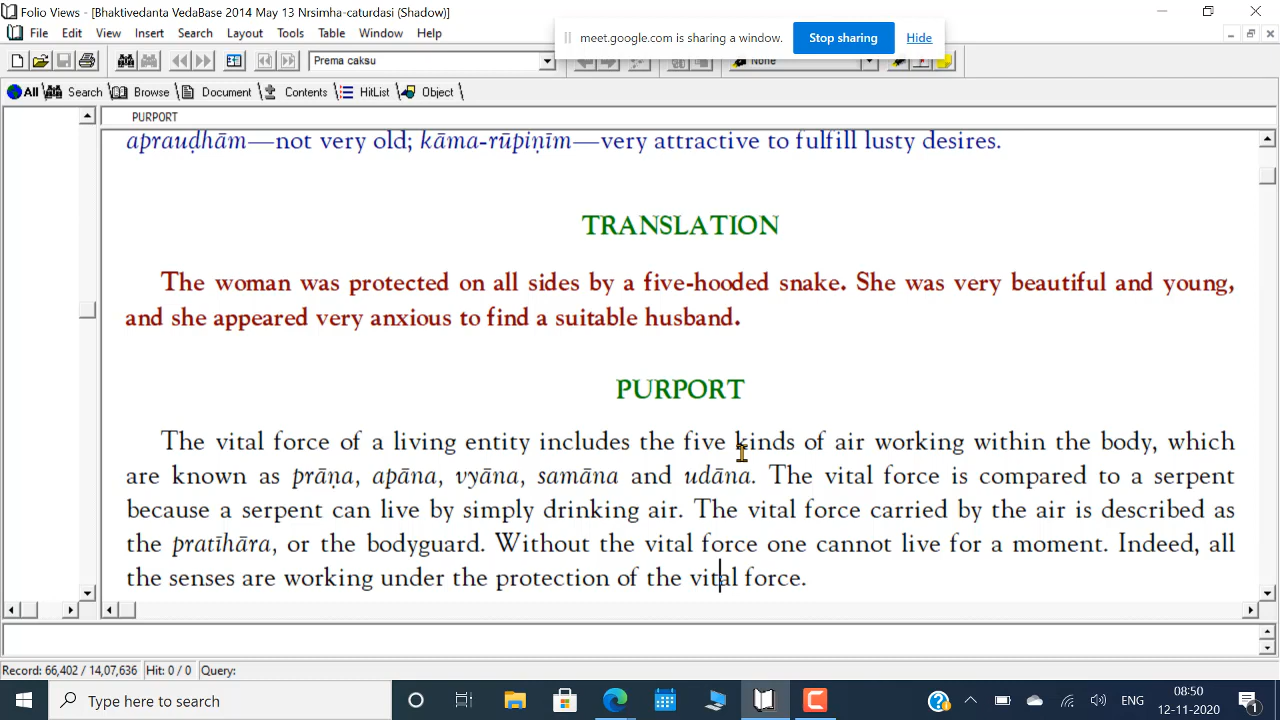 Folio Views - [Bhaktivedanta VedaBase 2014 May 13 Nrsimha-caturdasi (Shadow)]
meet.google.com is sharing a window. Stop sharing Hide
File Edit View Insert Search Layout Tools Table Window Help
Prema caksu None
All Search Browse Document Contents HitList Object
PURPORT
aprauḍhām—not very old; kāma-rūpiṇīm—very attractive to fulfill lusty desires.
TRANSLATION
The woman was protected on all sides by a five-hooded snake. She was very beautiful and young,
and she appeared very anxious to find a suitable husband.
PURPORT
The vital force of a living entity includes the five kinds of air working within the body, which
are known as prāṇa, apāna, vyāna, samāna and udāna. The vital force is compared to a serpent
because a serpent can live by simply drinking air. The vital force carried by the air is described as
the pratīhāra, or the bodyguard. Without the vital force one cannot live for a moment. Indeed, all
the senses are working under the protection of the vital force.
Record: 66,402 / 14,07,636 Hit: 0 / 0 Query:
Type here to search
ENG
08:50
12-11-2020
1